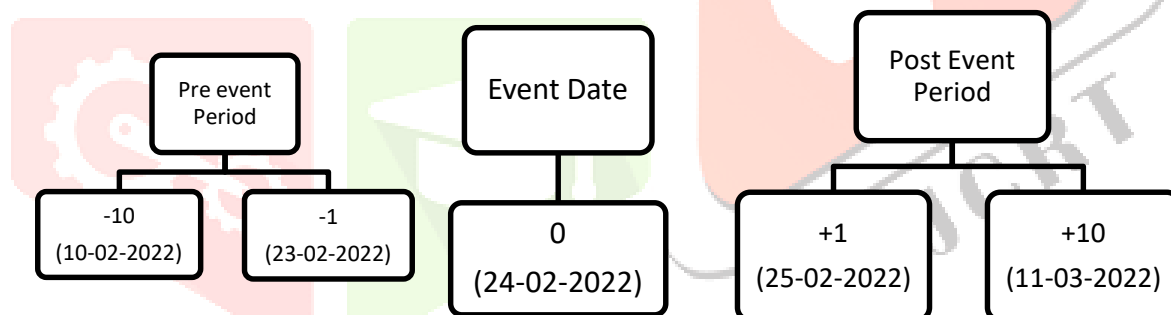 Pre event
Period
-10
(10-02-2022)
-1
(23-02-2022)
Event Date
0
(24-02-2022)
Post Event
Period
+1
(25-02-2022)
+10
(11-03-2022)
IJCRT